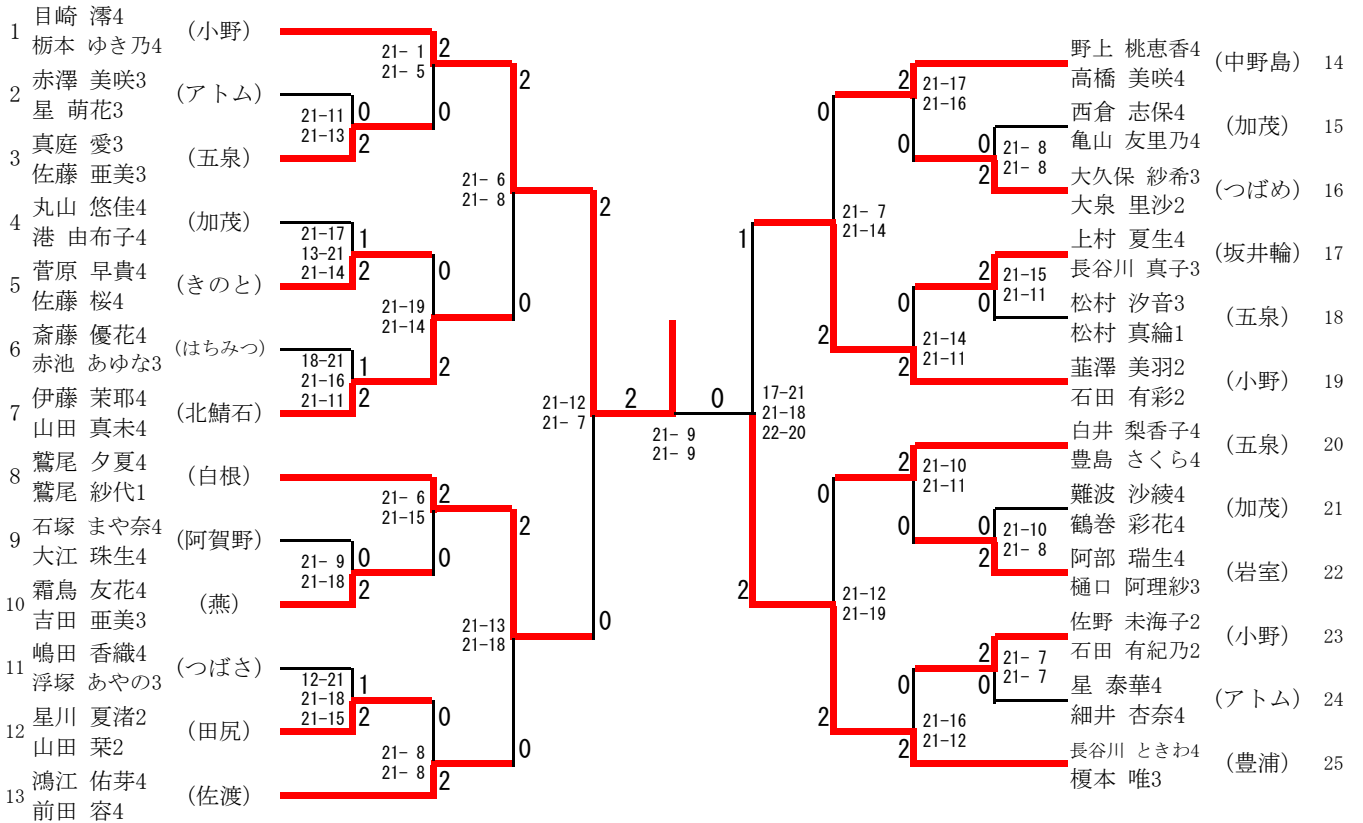 1 目崎 澪4 (小野)
栃本 ゆき乃4
2 赤澤 美咲3 (アトム)
星 萌花3
3 真庭 愛3 (五泉)
佐藤 亜美3
4 丸山 悠佳4 (加茂)
港 由布子4
5 菅原 早貴4 (きのと)
佐藤 桜4
6 斎藤 優花4 (はちみつ)
赤池 あゆな3
7 伊藤 茉耶4 (北鯖石)
山田 真未4
8 鷲尾 夕夏4 (白根)
鷲尾 紗代1
9 石塚 まや奈4 (阿賀野)
大江 珠生4
10 霜鳥 友花4 (燕)
吉田 亜美3
11 嶋田 香織4 (つばさ)
浮塚 あやの3
12 星川 夏渚2 (田尻)
山田 栞2
13 鴻江 佑芽4 (佐渡)
前田 容4
21- 1 2
21- 5
0
21-11 0
21-13
2
21-17 1
13-21
21-14 2
0
21-19
21-14
2
18-21 1
21-16
21-11 2
2
21- 6
21- 8
0
21- 6 2
21-15
0
21- 9 0
21-18
2
12-21 1
21-18
21-15 2
0
21- 8
21- 8
2
2
21-13
21-18
0
2
21-12
21- 7
0
2
21- 9
21- 9
0
1
17-21
21-18
22-20
2
0
21- 7
21-14
2
2 21-17
21-16
0
0 21- 8
21- 8
2
2 21-15
21-11
0
0
21-14
21-11
2
0
21-12
21-19
2
2 21-10
21-11
0
0 21-10
21- 8
2
2 21- 7
21- 7
0
0
21-16
21-12
2
野上 桃恵香4 (中野島) 14
高橋 美咲4
西倉 志保4 (加茂) 15
亀山 友里乃4
大久保 紗希3 (つばめ) 16
大泉 里沙2
上村 夏生4 (坂井輪) 17
長谷川 真子3
松村 汐音3 (五泉) 18
松村 真綸1
韮澤 美羽2 (小野) 19
石田 有彩2
白井 梨香子4 (五泉) 20
豊島 さくら4
難波 沙綾4 (加茂) 21
鶴巻 彩花4
阿部 瑞生4 (岩室) 22
樋口 阿理紗3
佐野 未海子2 (小野) 23
石田 有紀乃2
星 泰華4 (アトム) 24
細井 杏奈4
長谷川 ときわ4 (豊浦) 25
榎本 唯3